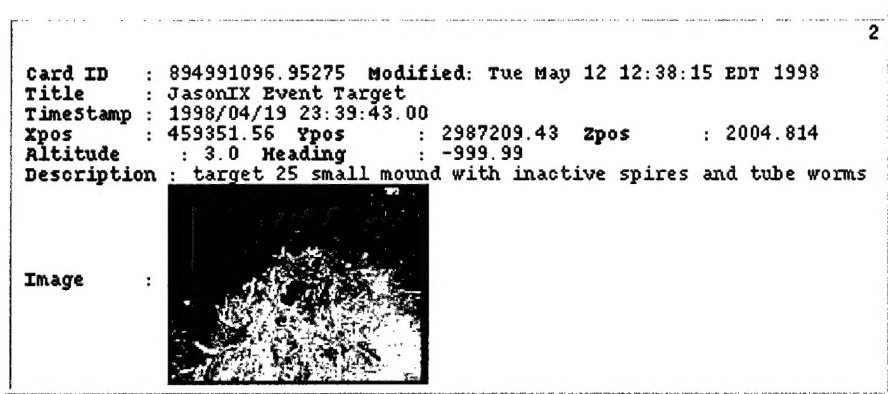 2
Card ID : 894991096.95275 Modified: Tue May 12 12:38:15 EDT 1998
Title : JasonIX Event Target
TimeStamp : 1998/04/19 23:39:43.00
Xpos : 459351.56 Ypos : 2987209.43 Zpos : 2004.814
Altitude : 3.0 Heading : -999.99
Description : target 25 small mound with inactive spires and tube worms
Image :